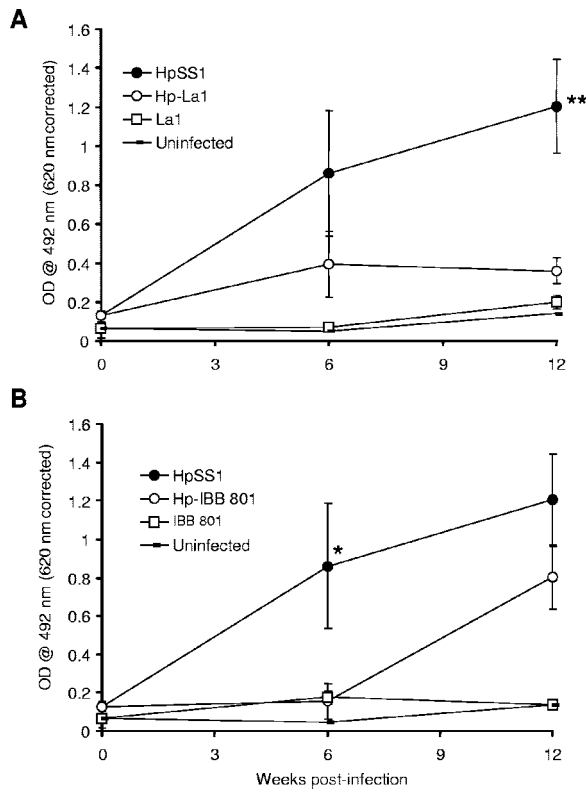 A
OD @ 492 nm (620 nm corrected)
1.6
1.4
1.2
1
0.8
0.6
0.4
0.2
0
HpSS1
Hp-La1
La1
Uninfected
**
0 3 6 9 12
B
OD @ 492 nm (620 nm corrected)
1.6
1.4
1.2
1
0.8
0.6
0.4
0.2
0
HpSS1
Hp-IBB 801
IBB 801
Uninfected
*
0 3 6 9 12
Weeks post-infection